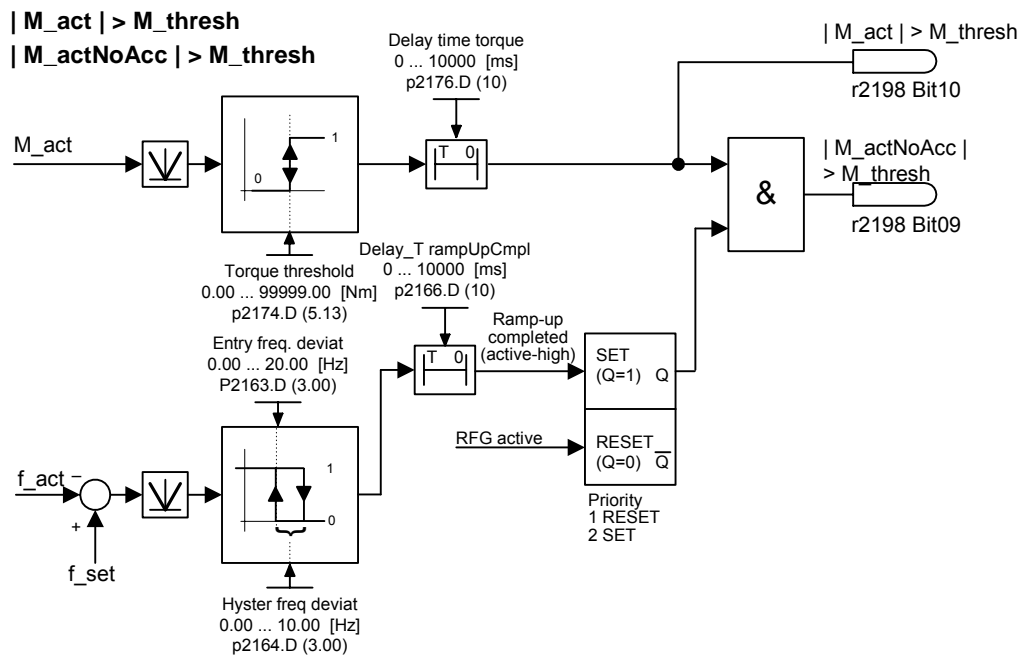 | M_act | > M_thresh
| M_actNoAcc | > M_thresh
Delay time torque
0 ... 10000 [ms]
p2176.D (10)
| M_act | > M_thresh
r2198 Bit10
M_act
1
0
T 0
| M_actNoAcc |
> M_thresh
&
r2198 Bit09
Torque threshold
0.00 ... 99999.00 [Nm]
p2174.D (5.13)
Delay_T rampUpCmpl
0 ... 10000 [ms]
p2166.D (10)
Entry freq. deviat
0.00 ... 20.00 [Hz]
P2163.D (3.00)
T 0
Ramp-up
completed
(active-high)
SET
(Q=1) Q
RFG active
RESET
(Q=0) Q̅
Priority
1 RESET
2 SET
f_act
–
+
f_set
1
0
Hyster freq deviat
0.00 ... 10.00 [Hz]
p2164.D (3.00)